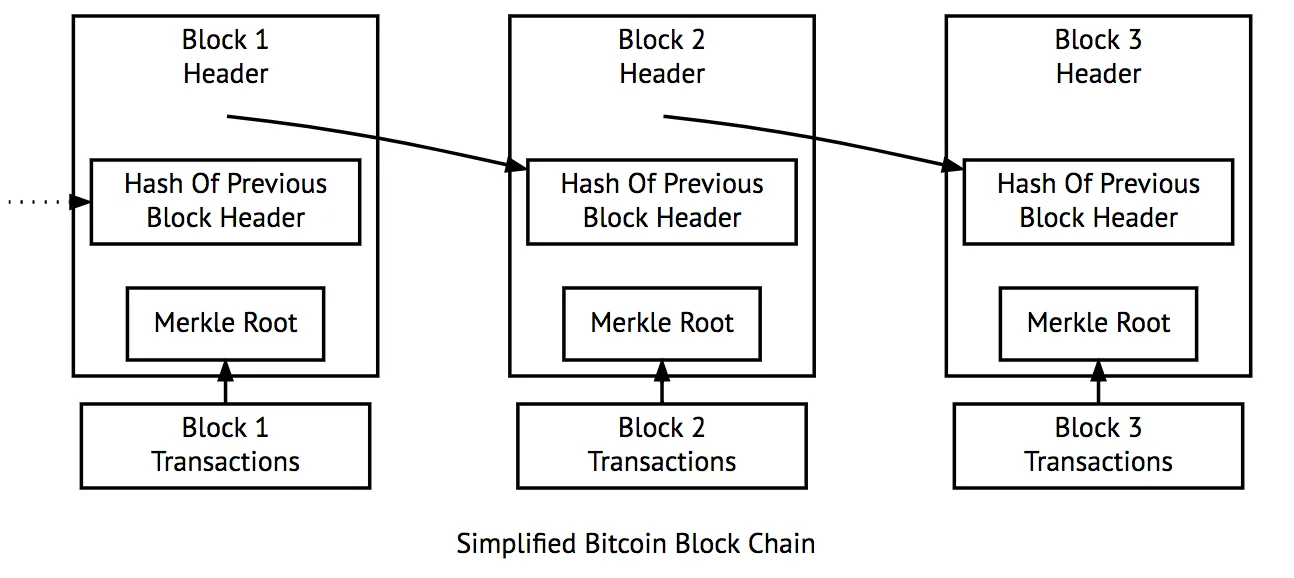 Block 1
Header
Hash Of Previous
Block Header
Merkle Root
Block 1
Transactions
Block 2
Header
Hash Of Previous
Block Header
Merkle Root
Block 2
Transactions
Block 3
Header
Hash Of Previous
Block Header
Merkle Root
Block 3
Transactions
Simplified Bitcoin Block Chain